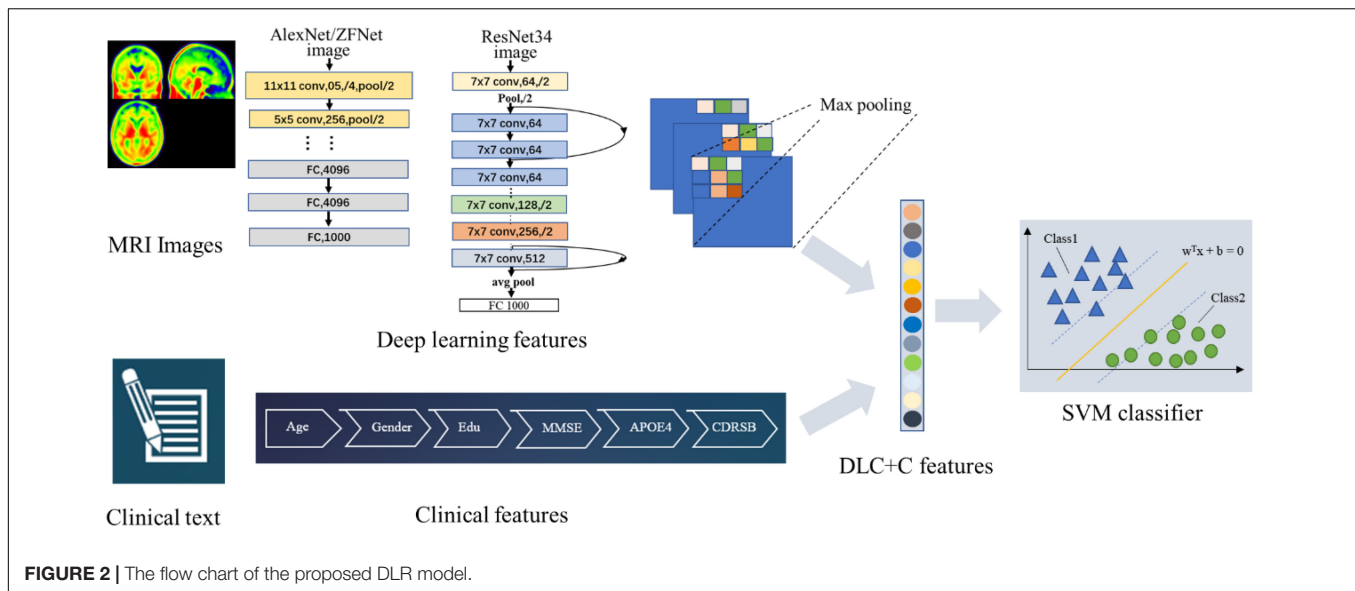 AlexNet/ZFNet
image
11x11 conv,05,/4,pool/2
5x5 conv,256,pool/2
FC,4096
FC,4096
FC,1000
MRI Images
ResNet34
image
7x7 conv,64,/2
Pool,/2
7x7 conv,64
7x7 conv,64
7x7 conv,64
7x7 conv,128,/2
7x7 conv,256,/2
7x7 conv,512
avg pool
FC 1000
Deep learning features
Max pooling
Clinical text
Age
Gender
Edu
MMSE
APOE4
CDRSB
Clinical features
DLC+C features
Class1
wᵀx + b = 0
Class2
SVM classifier
FIGURE 2 | The flow chart of the proposed DLR model.